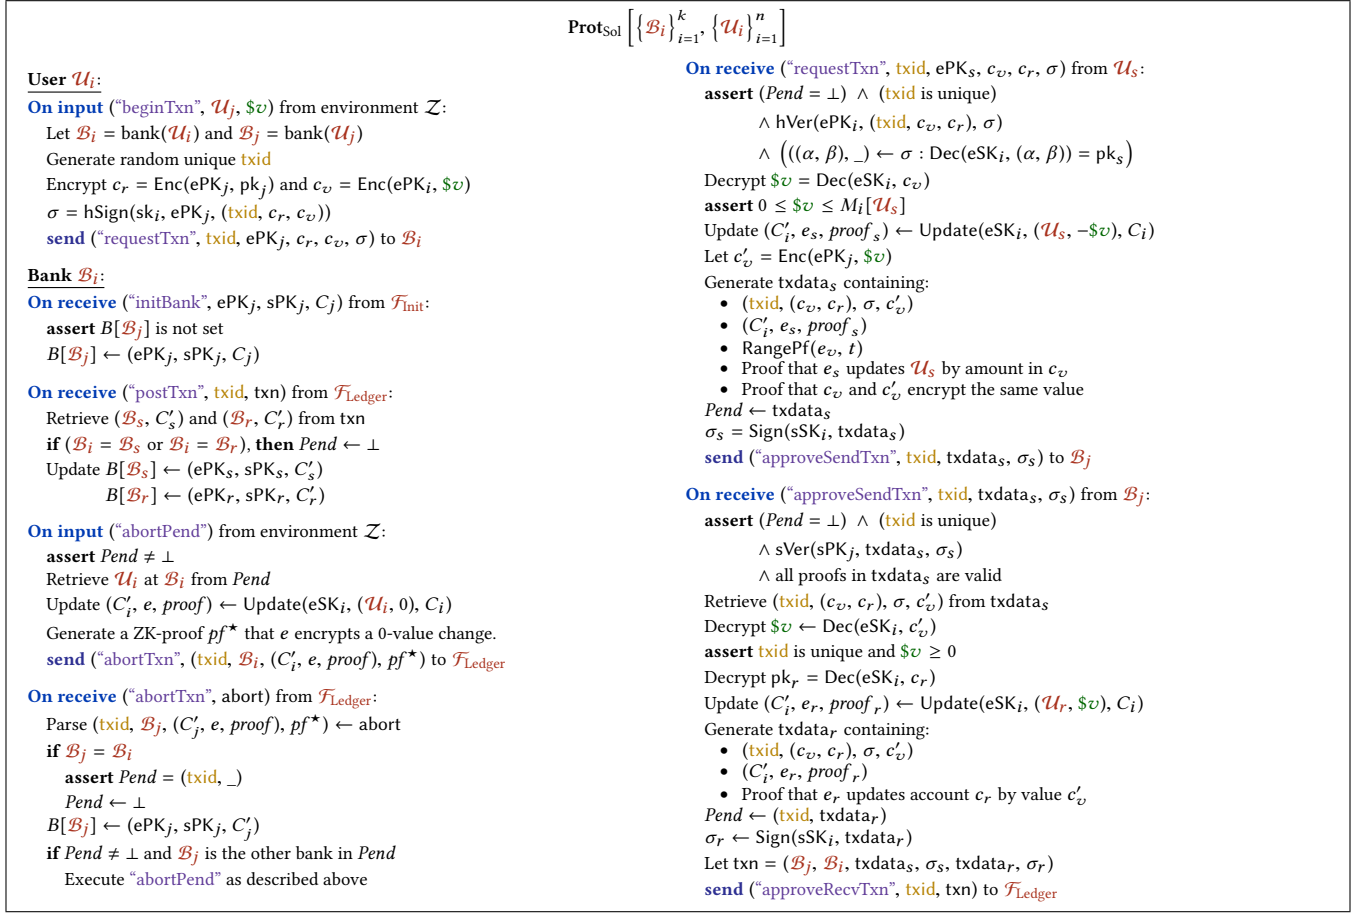 Prot_Sol [ {ℬ_i}_{i=1}^k, {𝒰_i}_{i=1}^n ]
User 𝒰_i:
On input (“beginTxn”, 𝒰_j, $v) from environment 𝒵:
Let ℬ_i = bank(𝒰_i) and ℬ_j = bank(𝒰_j)
Generate random unique txid
Encrypt c_r = Enc(ePK_j, pk_j) and c_v = Enc(ePK_i, $v)
σ = hSign(sk_i, ePK_j, (txid, c_r, c_v))
send (“requestTxn”, txid, ePK_j, c_r, c_v, σ) to ℬ_i
Bank ℬ_i:
On receive (“initBank”, ePK_j, sPK_j, C_j) from ℱ_Init:
assert B[ℬ_j] is not set
B[ℬ_j] ← (ePK_j, sPK_j, C_j)
On receive (“postTxn”, txid, txn) from ℱ_Ledger:
Retrieve (ℬ_s, C′_s) and (ℬ_r, C′_r) from txn
if (ℬ_i = ℬ_s or ℬ_i = ℬ_r), then Pend ← ⊥
Update B[ℬ_s] ← (ePK_s, sPK_s, C′_s)
B[ℬ_r] ← (ePK_r, sPK_r, C′_r)
On input (“abortPend”) from environment 𝒵:
assert Pend ≠ ⊥
Retrieve 𝒰_i at ℬ_i from Pend
Update (C′_i, e, proof) ← Update(eSK_i, (𝒰_i, 0), C_i)
Generate a ZK-proof pf★ that e encrypts a 0-value change.
send (“abortTxn”, (txid, ℬ_i, (C′_i, e, proof), pf★) to ℱ_Ledger
On receive (“abortTxn”, abort) from ℱ_Ledger:
Parse (txid, ℬ_j, (C′_j, e, proof), pf★) ← abort
if ℬ_j = ℬ_i
assert Pend = (txid, _)
Pend ← ⊥
B[ℬ_j] ← (ePK_j, sPK_j, C′_j)
if Pend ≠ ⊥ and ℬ_j is the other bank in Pend
Execute “abortPend” as described above
On receive (“requestTxn”, txid, ePK_s, c_v, c_r, σ) from 𝒰_s:
assert (Pend = ⊥) ∧ (txid is unique)
∧ hVer(ePK_i, (txid, c_v, c_r), σ)
∧ (((α, β), _) ← σ : Dec(eSK_i, (α, β)) = pk_s)
Decrypt $v = Dec(eSK_i, c_v)
assert 0 ≤ $v ≤ M_i[𝒰_s]
Update (C′_i, e_s, proof_s) ← Update(eSK_i, (𝒰_s, −$v), C_i)
Let c′_v = Enc(ePK_j, $v)
Generate txdata_s containing:
• (txid, (c_v, c_r), σ, c′_v)
• (C′_i, e_s, proof_s)
• RangePf(e_v, t)
• Proof that e_s updates 𝒰_s by amount in c_v
• Proof that c_v and c′_v encrypt the same value
Pend ← txdata_s
σ_s = Sign(sSK_i, txdata_s)
send (“approveSendTxn”, txid, txdata_s, σ_s) to ℬ_j
On receive (“approveSendTxn”, txid, txdata_s, σ_s) from ℬ_j:
assert (Pend = ⊥) ∧ (txid is unique)
∧ sVer(sPK_j, txdata_s, σ_s)
∧ all proofs in txdata_s are valid
Retrieve (txid, (c_v, c_r), σ, c′_v) from txdata_s
Decrypt $v ← Dec(eSK_i, c′_v)
assert txid is unique and $v ≥ 0
Decrypt pk_r = Dec(eSK_i, c_r)
Update (C′_i, e_r, proof_r) ← Update(eSK_i, (𝒰_r, $v), C_i)
Generate txdata_r containing:
• (txid, (c_v, c_r), σ, c′_v)
• (C′_i, e_r, proof_r)
• Proof that e_r updates account c_r by value c′_v
Pend ← (txid, txdata_r)
σ_r ← Sign(sSK_i, txdata_r)
Let txn = (ℬ_j, ℬ_i, txdata_s, σ_s, txdata_r, σ_r)
send (“approveRecvTxn”, txid, txn) to ℱ_Ledger